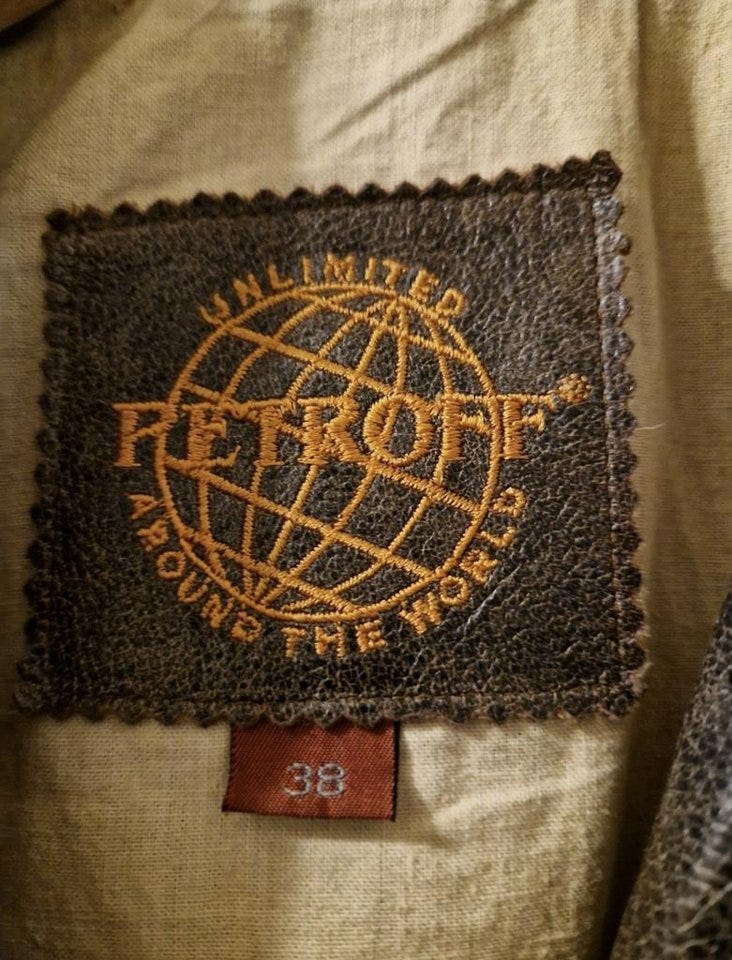 UNLIMITED
PETROFF®
AROUND THE WORLD
38